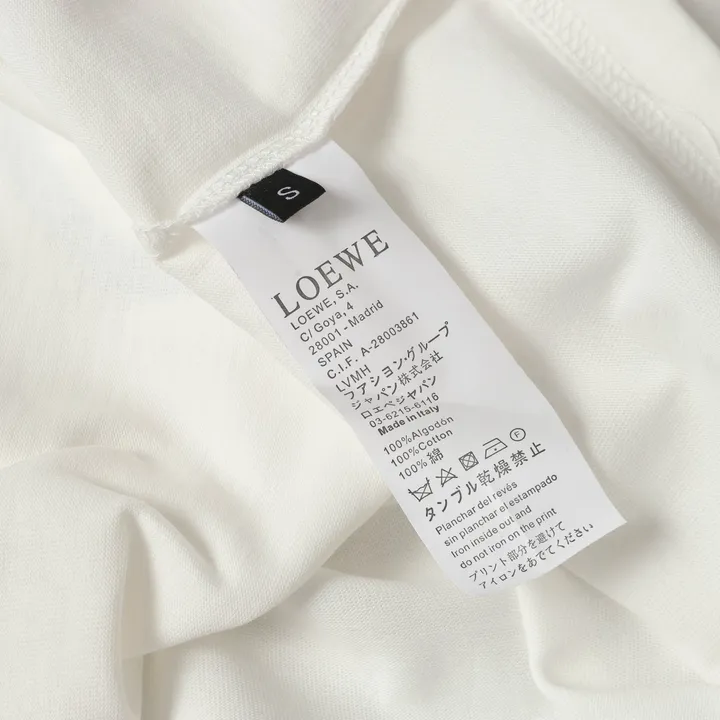 S
LOEWE
LOEWE, S.A.
C/ Goya, 4
28001 - Madrid
SPAIN
C.I.F. A-28003861
LVMH
ファション·グループ
ジャパン株式会社
ロエベジャパン
03-6215-6116
Made in Italy
100%Algodón
100%Cotton
100% 綿
タンブル乾燥禁止
Planchar del revés
sin planchar el estampado
Iron inside out and
do not iron on the print
プリント部分を避けて
アイロンをあでてください